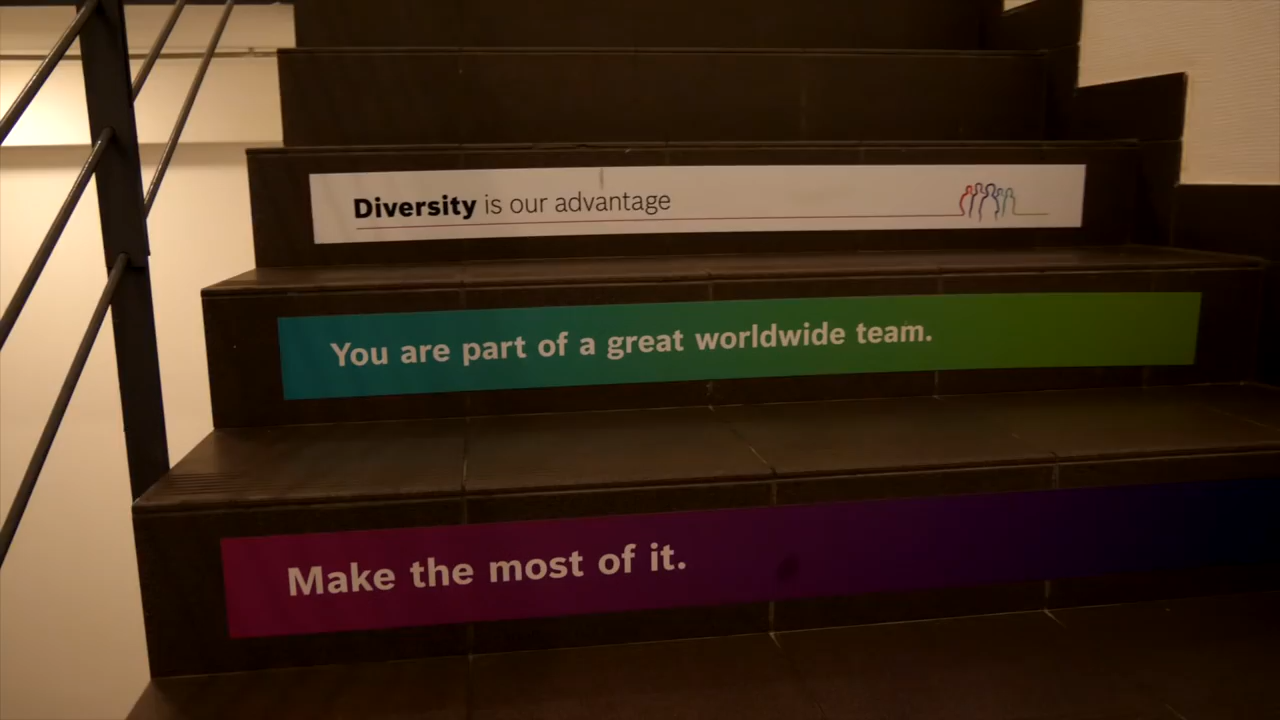 Diversity is our advantage
You are part of a great worldwide team.
Make the most of it.